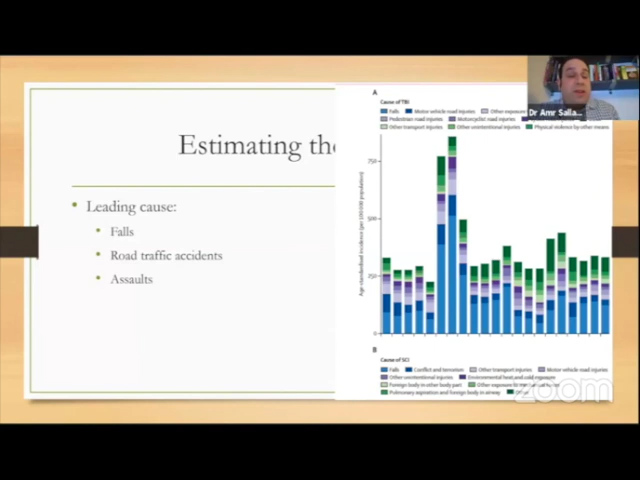 Estimating the
Leading cause:
Falls
Road traffic accidents
Assaults
A
Cause of TBI
Falls
Motor vehicle road injuries
Other exposure
Pedestrian road injuries
Motorcyclist road injuries
Other transport injuries
Other unintentional injuries
Physical violence by other means
Age-standardised incidence (per 100 000 population)
750
500
250
0
B
Cause of SCI
Falls
Conflict and terrorism
Other transport injuries
Motor vehicle road injuries
Other unintentional injuries
Environmental heat and cold exposure
Foreign body in other body part
Other exposure to
Pulmonary aspiration and foreign body in airway
Other
Dr Amr
zoom